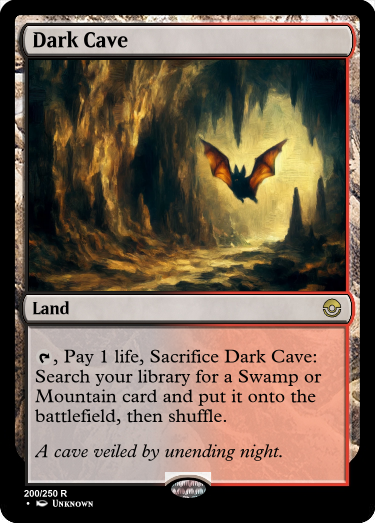 Dark Cave
Land
, Pay 1 life, Sacrifice Dark Cave:
Search your library for a Swamp or
Mountain card and put it onto the
battlefield, then shuffle.
A cave veiled by unending night.
200/250 R
• Unknown